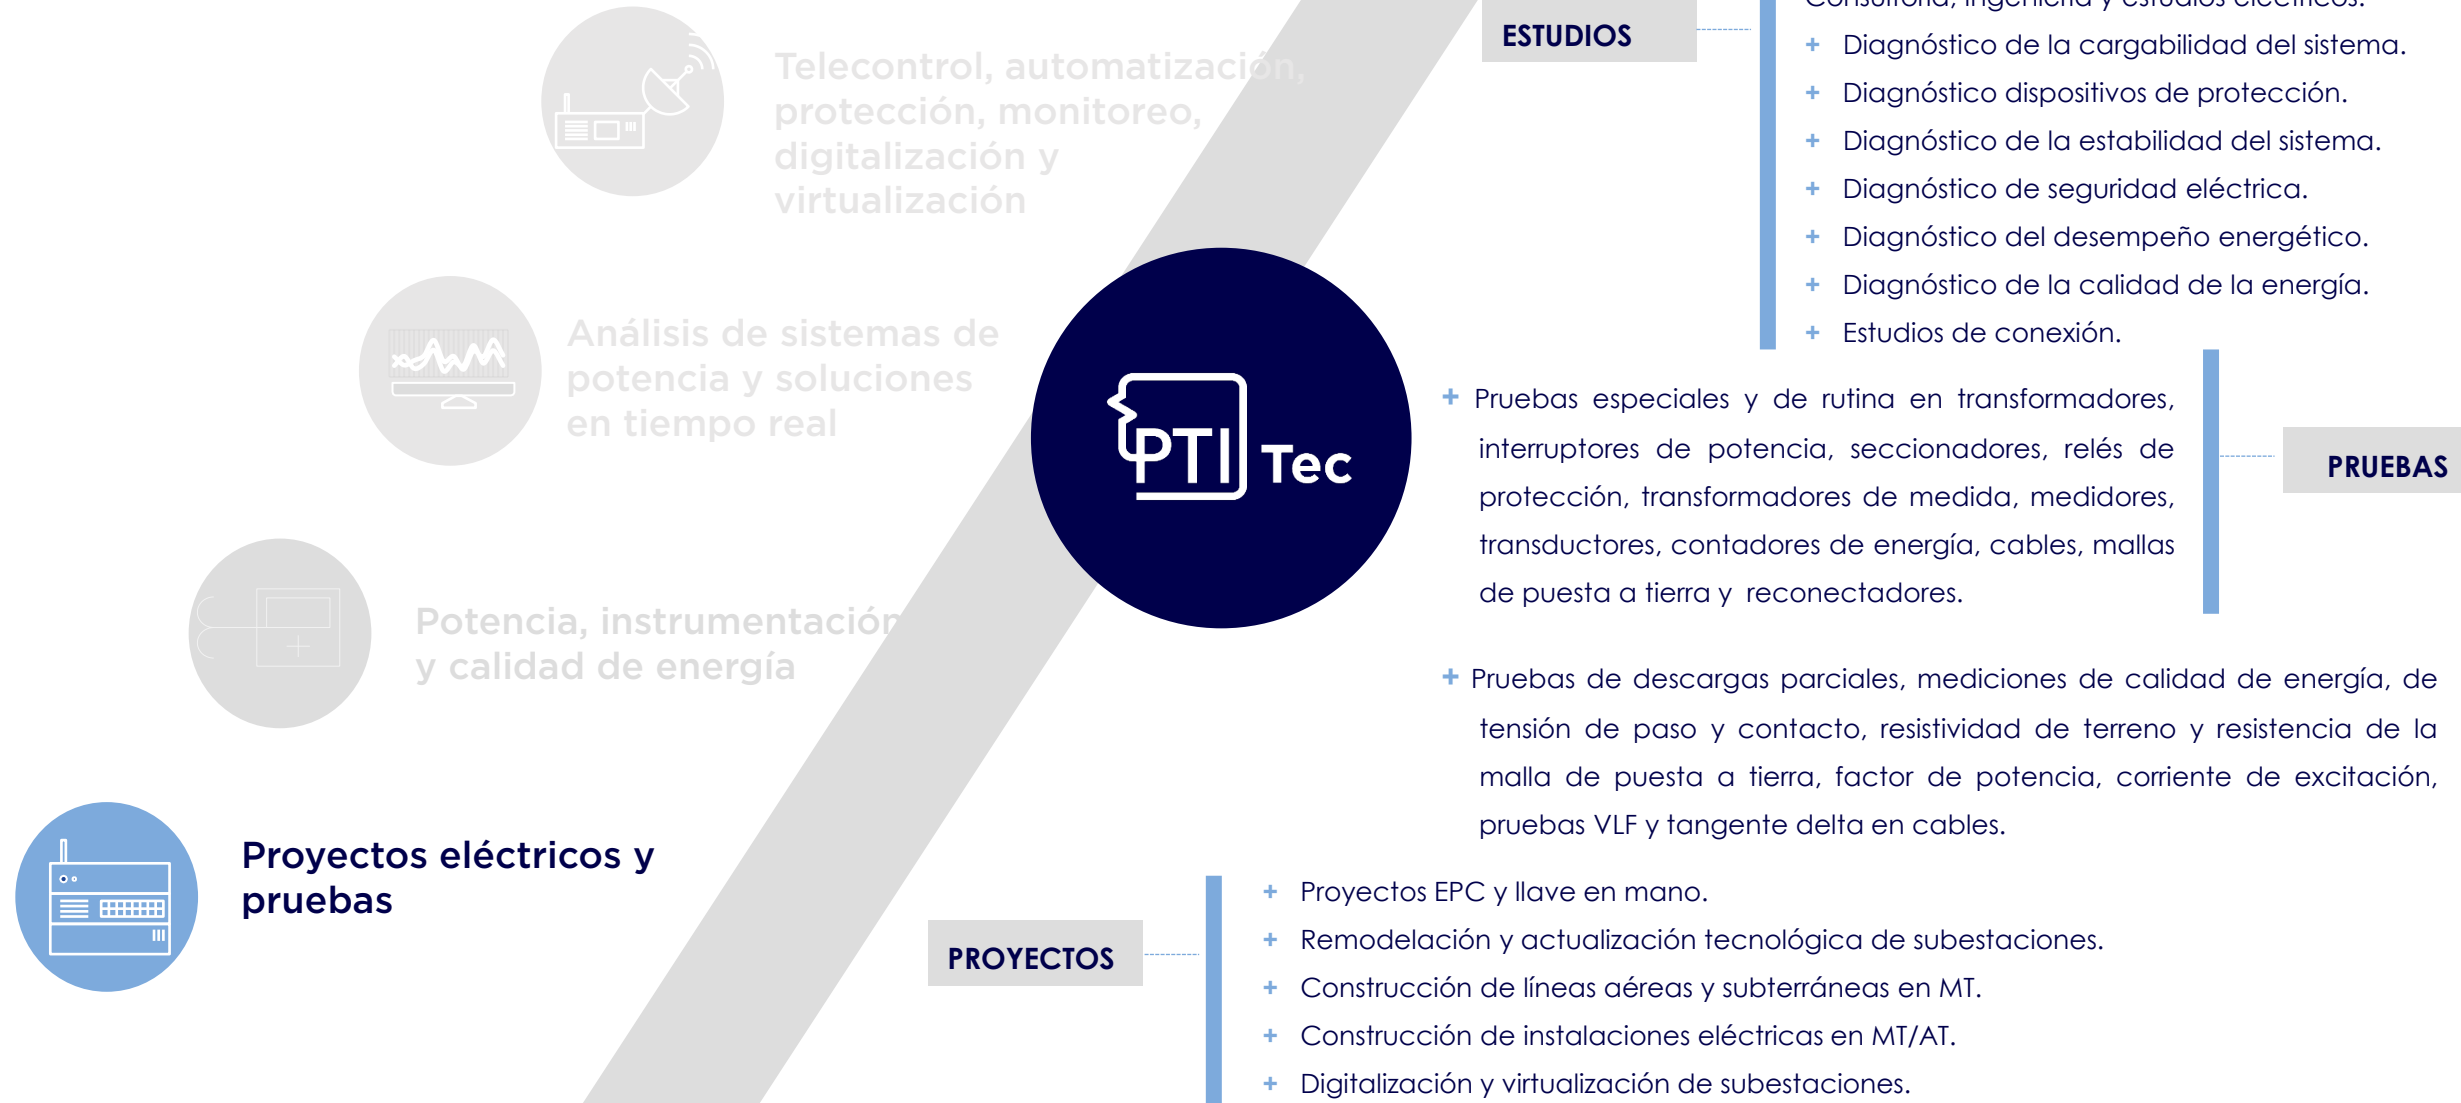 Telecontrol, automatización,
protección, monitoreo,
digitalización y
virtualización
Análisis de sistemas de
potencia y soluciones
en tiempo real
Potencia, instrumentación
y calidad de energía
Proyectos eléctricos y
pruebas
PTI Tec
ESTUDIOS
Consultoría, ingeniería y estudios eléctricos.
+ Diagnóstico de la cargabilidad del sistema.
+ Diagnóstico dispositivos de protección.
+ Diagnóstico de la estabilidad del sistema.
+ Diagnóstico de seguridad eléctrica.
+ Diagnóstico del desempeño energético.
+ Diagnóstico de la calidad de la energía.
+ Estudios de conexión.
PRUEBAS
+ Pruebas especiales y de rutina en transformadores,
interruptores de potencia, seccionadores, relés de
protección, transformadores de medida, medidores,
transductores, contadores de energía, cables, mallas
de puesta a tierra y reconectadores.
+ Pruebas de descargas parciales, mediciones de calidad de energía, de
tensión de paso y contacto, resistividad de terreno y resistencia de la
malla de puesta a tierra, factor de potencia, corriente de excitación,
pruebas VLF y tangente delta en cables.
PROYECTOS
+ Proyectos EPC y llave en mano.
+ Remodelación y actualización tecnológica de subestaciones.
+ Construcción de líneas aéreas y subterráneas en MT.
+ Construcción de instalaciones eléctricas en MT/AT.
+ Digitalización y virtualización de subestaciones.